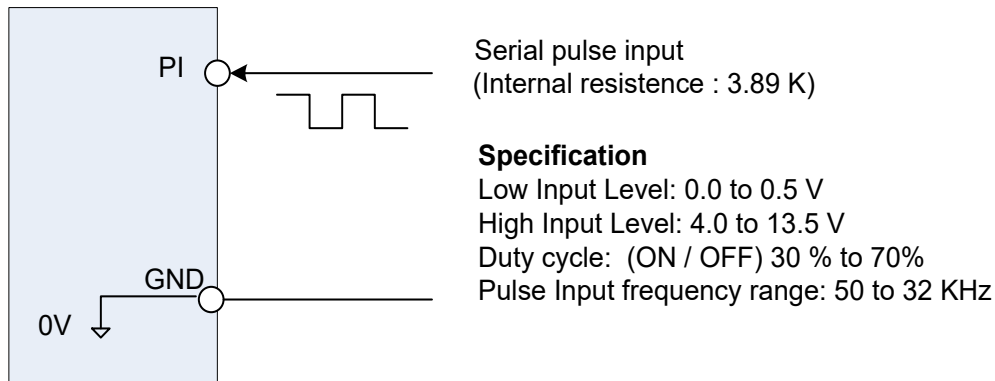 PI
Serial pulse input
(Internal resistence : 3.89 K)
Specification
Low Input Level: 0.0 to 0.5 V
High Input Level: 4.0 to 13.5 V
Duty cycle: (ON / OFF) 30 % to 70%
Pulse Input frequency range: 50 to 32 KHz
GND
0V